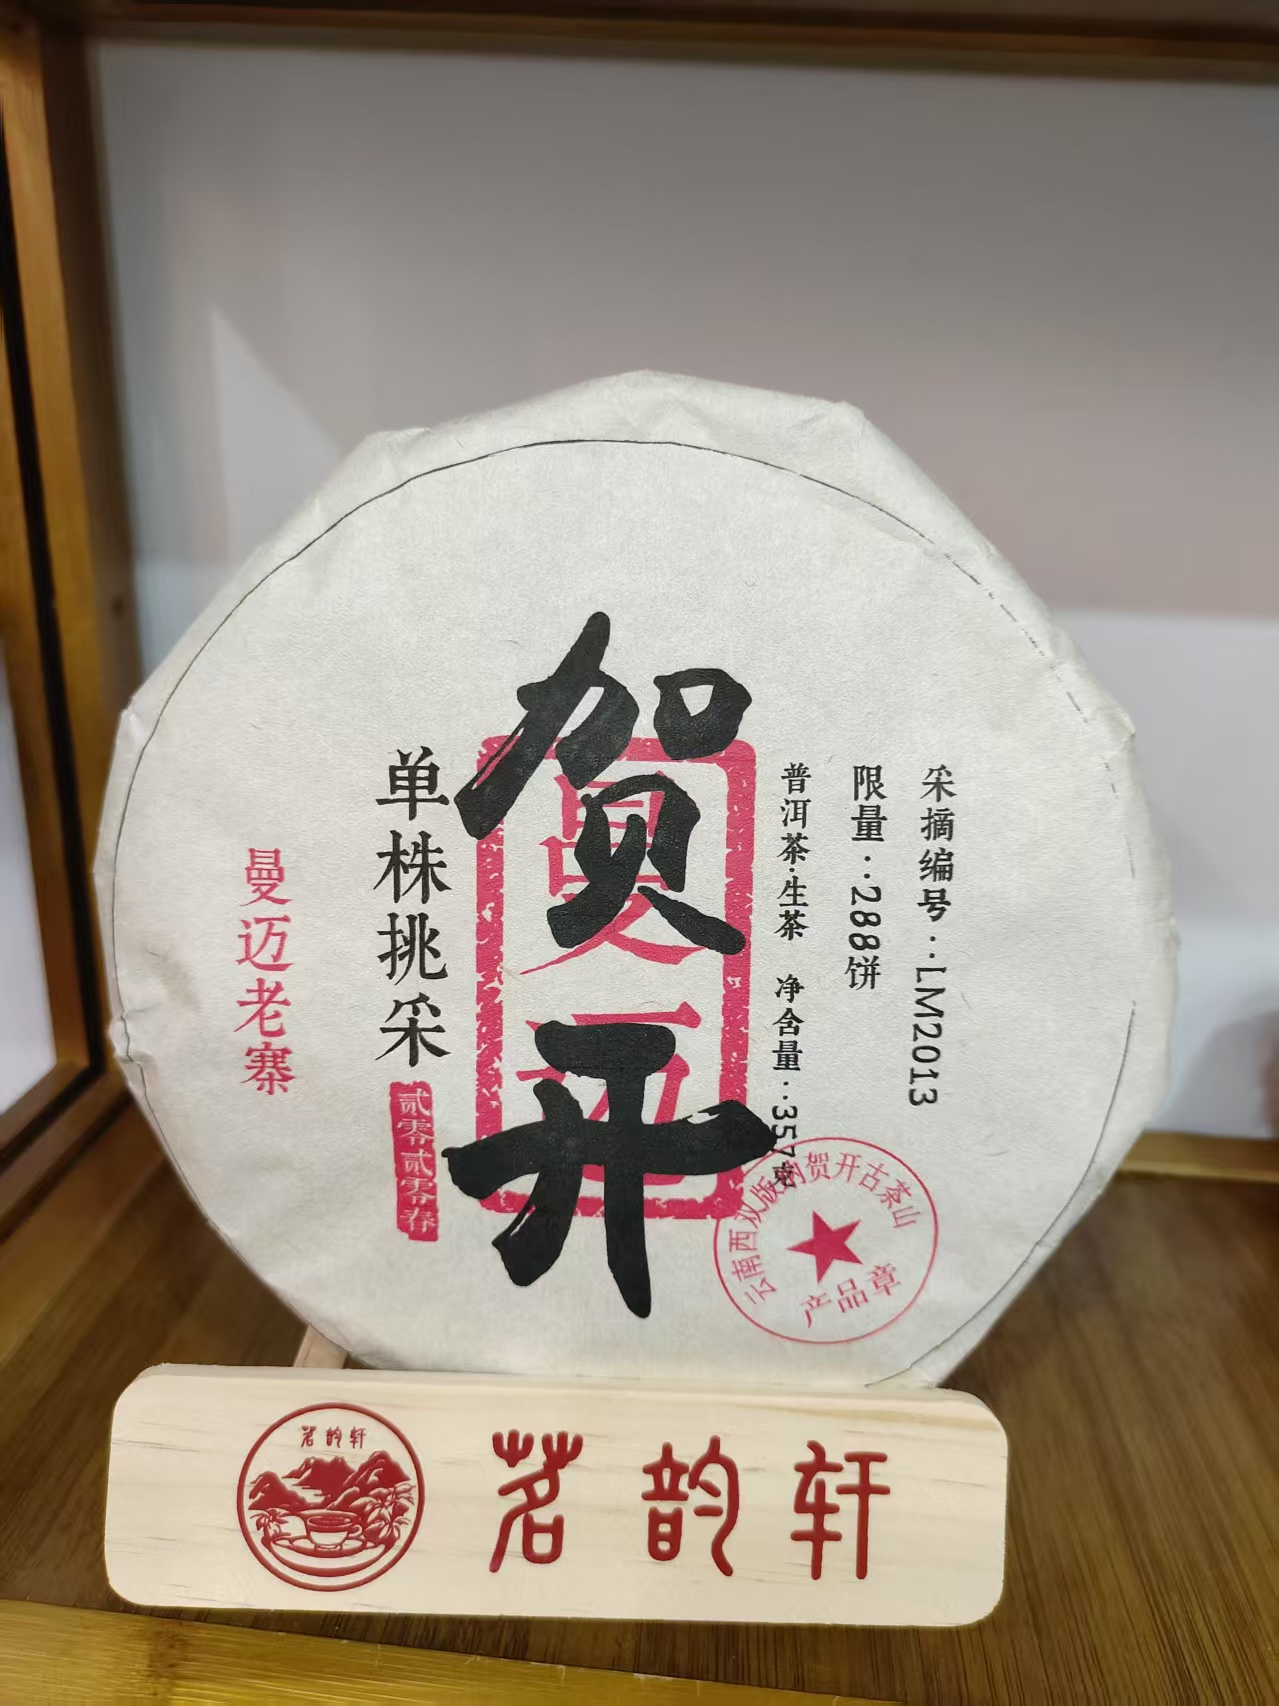 采摘编号：LM2013
限量：288饼
普洱茶·生茶 净含量：357克
贺开
曼迈
单株挑采
贰零贰零春
曼迈老寨
云南西双版纳贺开古茶山
产品章
茗韵轩
茗韵轩